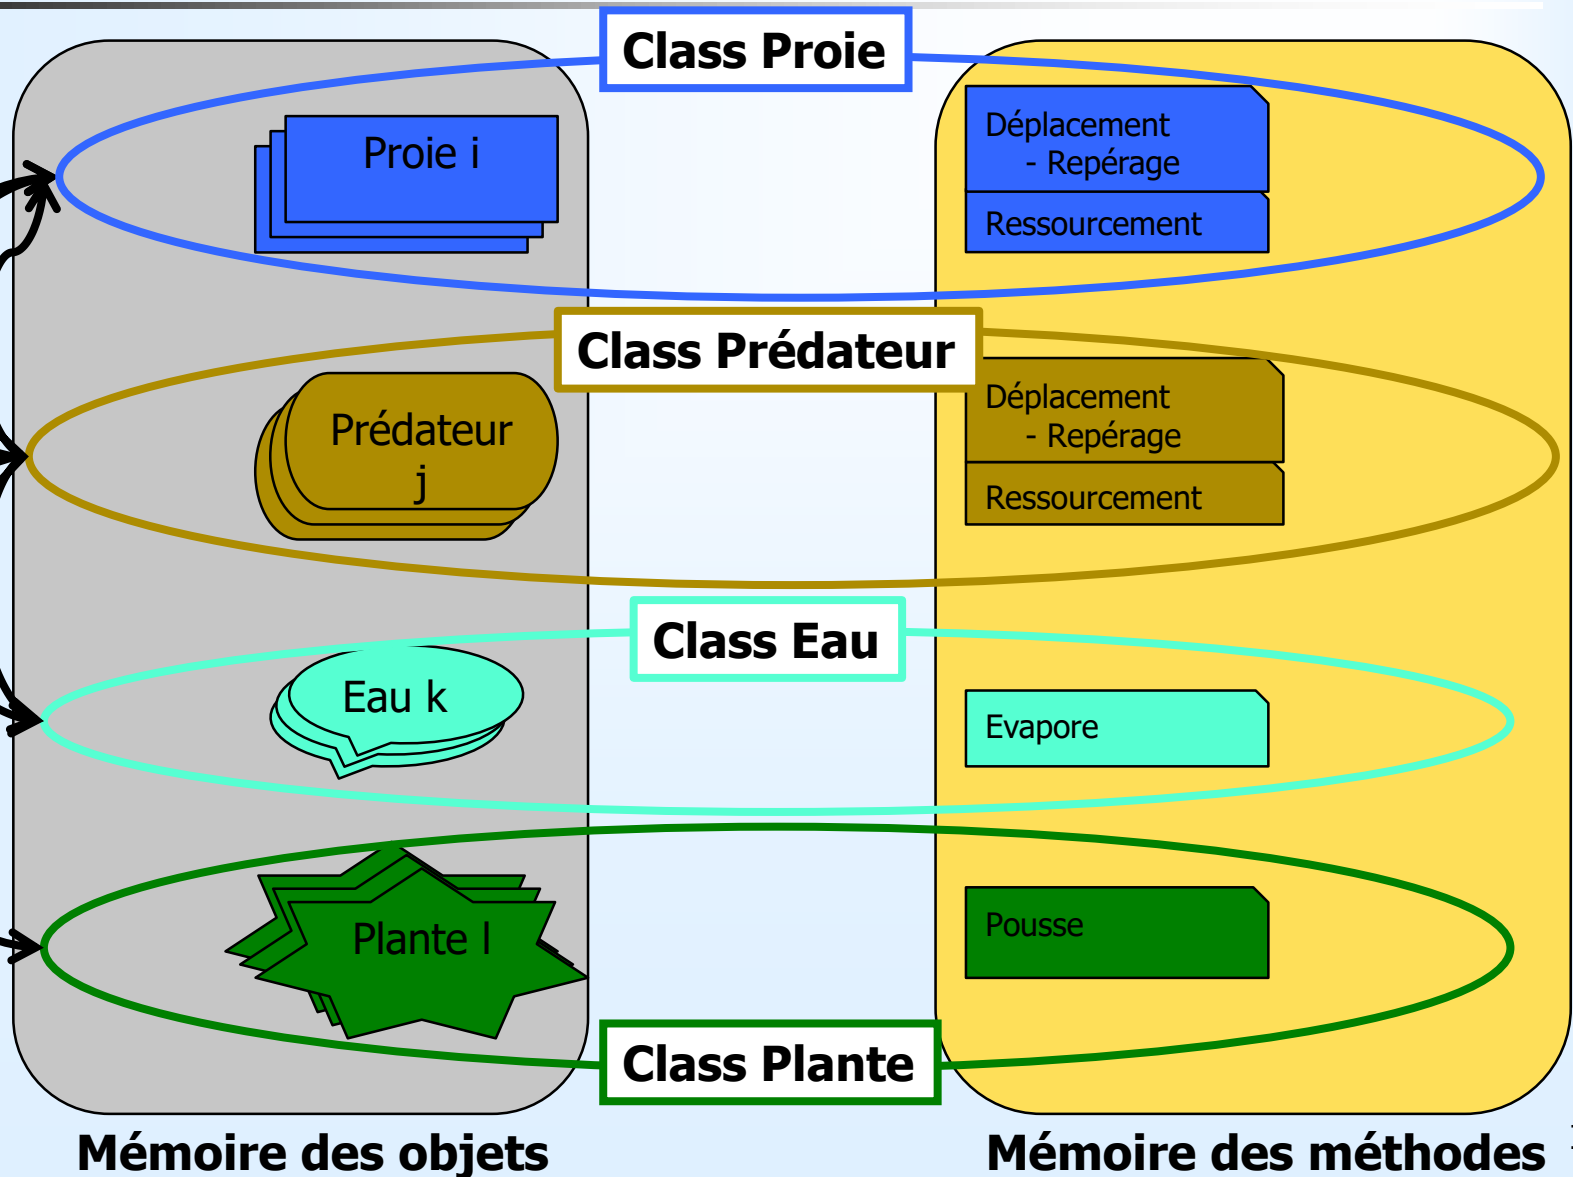 Class Proie
Proie i
Déplacement
- Repérage
Ressourcement
Class Prédateur
Prédateur
j
Déplacement
- Repérage
Ressourcement
Class Eau
Eau k
Evapore
Plante l
Pousse
Class Plante
Mémoire des objets
Mémoire des méthodes